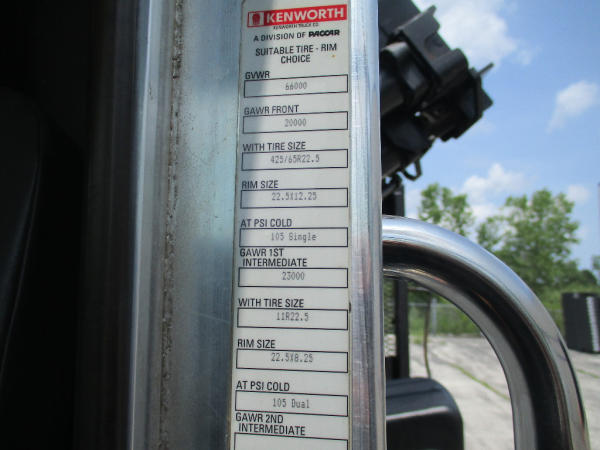 KENWORTH
KENWORTH TRUCK CO.
A DIVISION OF PACCAR
SUITABLE TIRE - RIM
CHOICE
GVWR
66000
GAWR FRONT
20000
WITH TIRE SIZE
425/65R22.5
RIM SIZE
22.5X12.25
AT PSI COLD
105 Single
GAWR 1ST
INTERMEDIATE
23000
WITH TIRE SIZE
11R22.5
RIM SIZE
22.5X8.25
AT PSI COLD
105 Dual
GAWR 2ND
INTERMEDIATE